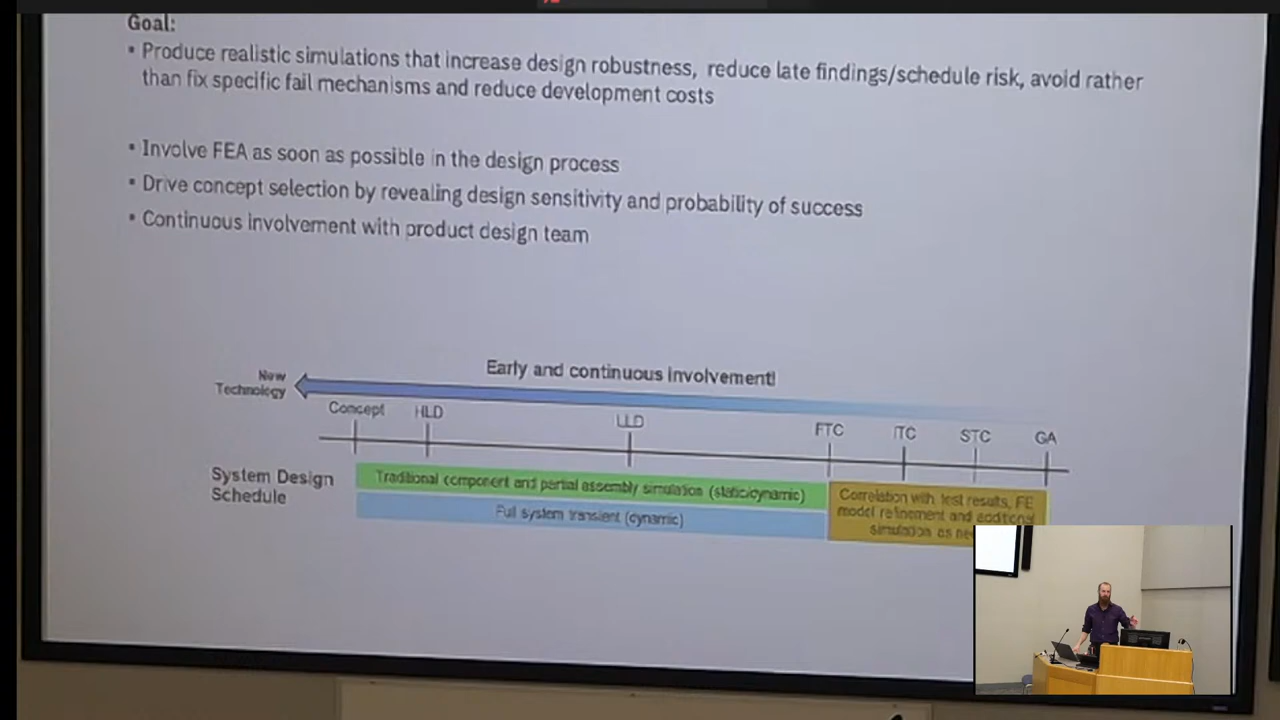 Goal:
▪ Produce realistic simulations that increase design robustness, reduce late findings/schedule risk, avoid rather
than fix specific fail mechanisms and reduce development costs
▪ Involve FEA as soon as possible in the design process
▪ Drive concept selection by revealing design sensitivity and probability of success
▪ Continuous involvement with product design team
Early and continuous involvement!
New
Technology
Concept HLD LLD FTC ITC STC GA
System Design
Schedule
Traditional component and partial assembly simulation (static/dynamic)
Full system transient (dynamic)
Correlation with test results, FE
model refinement and additional
simulation as